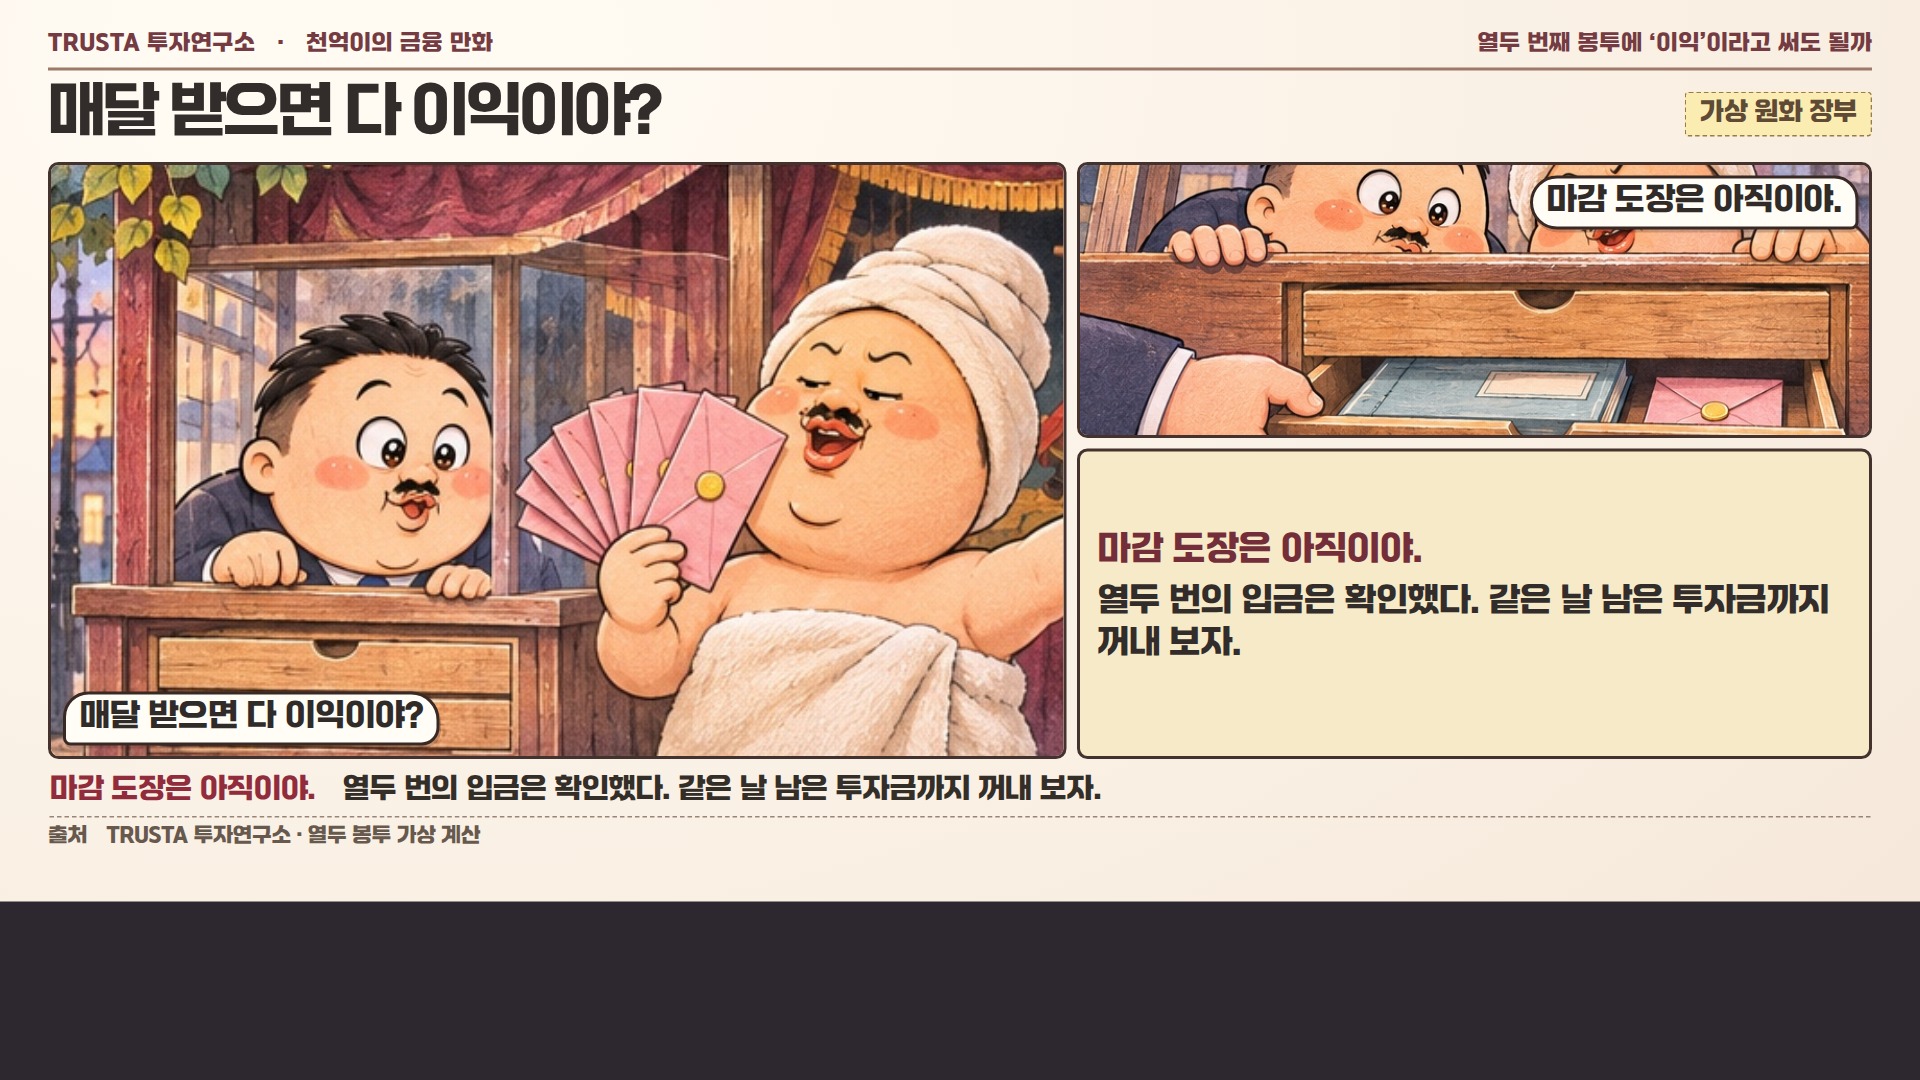 TRUSTA 투자연구소 · 천억이의 금융 만화
열두 번째 봉투에 ‘이익’이라고 써도 될까
매달 받으면 다 이익이야?
가상 원화 장부
마감 도장은 아직이야.
매달 받으면 다 이익이야?
마감 도장은 아직이야.
열두 번의 입금은 확인했다. 같은 날 남은 투자금까지
꺼내 보자.
마감 도장은 아직이야. 열두 번의 입금은 확인했다. 같은 날 남은 투자금까지 꺼내 보자.
출처 TRUSTA 투자연구소 · 열두 봉투 가상 계산